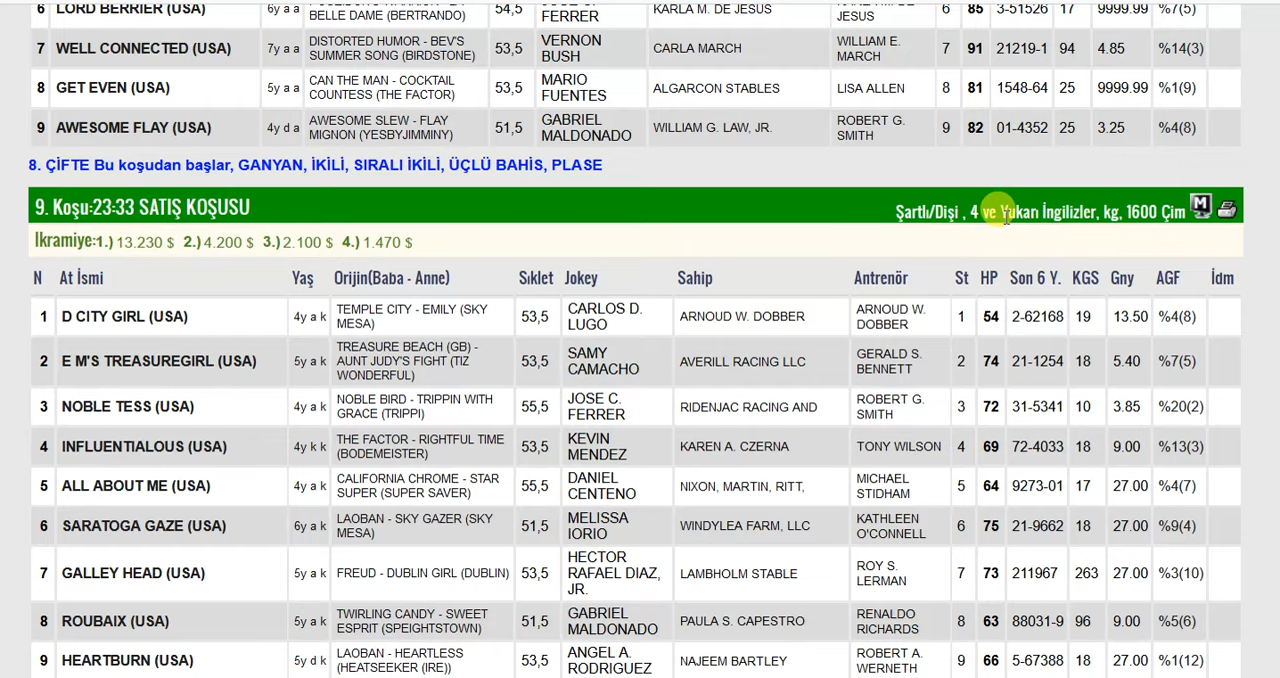 6 LORD BERRIER (USA) 6y a a BELLE DAME (BERTRANDO) 54,5 FERRER KARLA M. DE JESUS JESUS 6 85 3-51526 17 9999.99 %7(5)
7 WELL CONNECTED (USA) 7y a a DISTORTED HUMOR - BEV'S SUMMER SONG (BIRDSTONE) 53,5 VERNON BUSH CARLA MARCH WILLIAM E. MARCH 7 91 21219-1 94 4.85 %14(3)
8 GET EVEN (USA) 5y a a CAN THE MAN - COCKTAIL COUNTESS (THE FACTOR) 53,5 MARIO FUENTES ALGARCON STABLES LISA ALLEN 8 81 1548-64 25 9999.99 %1(9)
9 AWESOME FLAY (USA) 4y d a AWESOME SLEW - FLAY MIGNON (YESBYJIMMINY) 51,5 GABRIEL MALDONADO WILLIAM G. LAW, JR. ROBERT G. SMITH 9 82 01-4352 25 3.25 %4(8)
8. ÇİFTE Bu koşudan başlar, GANYAN, İKİLİ, SIRALI İKİLİ, ÜÇLÜ BAHİS, PLASE
9. Koşu:23:33 SATIŞ KOŞUSU Şartlı/Dişi , 4 ve Yukarı İngilizler, kg, 1600 Çim M
Ikramiye:1.) 13.230 $ 2.) 4.200 $ 3.) 2.100 $ 4.) 1.470 $
N At İsmi Yaş Orijin(Baba - Anne) Sıklet Jokey Sahip Antrenör St HP Son 6 Y. KGS Gny AGF İdm
1 D CITY GIRL (USA) 4y a k TEMPLE CITY - EMILY (SKY MESA) 53,5 CARLOS D. LUGO ARNOUD W. DOBBER ARNOUD W. DOBBER 1 54 2-62168 19 13.50 %4(8)
2 E M'S TREASUREGIRL (USA) 5y a k TREASURE BEACH (GB) - AUNT JUDY'S FIGHT (TIZ WONDERFUL) 53,5 SAMY CAMACHO AVERILL RACING LLC GERALD S. BENNETT 2 74 21-1254 18 5.40 %7(5)
3 NOBLE TESS (USA) 4y a k NOBLE BIRD - TRIPPIN WITH GRACE (TRIPPI) 55,5 JOSE C. FERRER RIDENJAC RACING AND ROBERT G. SMITH 3 72 31-5341 10 3.85 %20(2)
4 INFLUENTIALOUS (USA) 4y k k THE FACTOR - RIGHTFUL TIME (BODEMEISTER) 53,5 KEVIN MENDEZ KAREN A. CZERNA TONY WILSON 4 69 72-4033 18 9.00 %13(3)
5 ALL ABOUT ME (USA) 4y a k CALIFORNIA CHROME - STAR SUPER (SUPER SAVER) 55,5 DANIEL CENTENO NIXON, MARTIN, RITT, MICHAEL STIDHAM 5 64 9273-01 17 27.00 %4(7)
6 SARATOGA GAZE (USA) 6y a k LAOBAN - SKY GAZER (SKY MESA) 51,5 MELISSA IORIO WINDYLEA FARM, LLC KATHLEEN O'CONNELL 6 75 21-9662 18 27.00 %9(4)
7 GALLEY HEAD (USA) 5y a k FREUD - DUBLIN GIRL (DUBLIN) 53,5 HECTOR RAFAEL DIAZ, JR. LAMBHOLM STABLE ROY S. LERMAN 7 73 211967 263 27.00 %3(10)
8 ROUBAIX (USA) 5y a k TWIRLING CANDY - SWEET ESPRIT (SPEIGHTSTOWN) 51,5 GABRIEL MALDONADO PAULA S. CAPESTRO RENALDO RICHARDS 8 63 88031-9 96 9.00 %5(6)
9 HEARTBURN (USA) 5y d k LAOBAN - HEARTLESS (HEATSEEKER (IRE)) 53,5 ANGEL A. RODRIGUEZ NAJEEM BARTLEY ROBERT A. WERNETH 9 66 5-67388 18 27.00 %1(12)